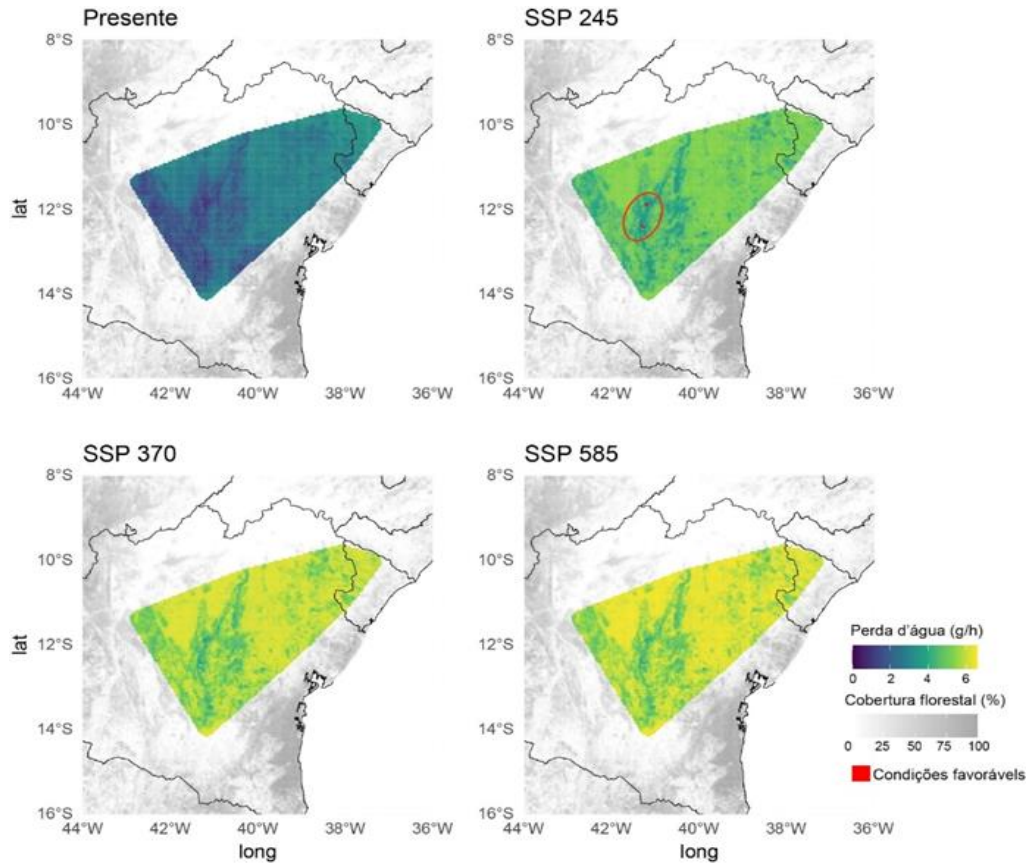 Presente
SSP 245
8°S
10°S
12°S
14°S
16°S
lat
44°W
42°W
40°W
38°W
36°W
8°S
10°S
12°S
14°S
16°S
44°W
42°W
40°W
38°W
36°W
SSP 370
SSP 585
8°S
10°S
12°S
14°S
16°S
lat
44°W
42°W
40°W
38°W
36°W
long
8°S
10°S
12°S
14°S
16°S
44°W
42°W
40°W
38°W
36°W
long
Perda d'água (g/h)
0 2 4 6
Cobertura florestal (%)
0 25 50 75 100
Condições favoráveis